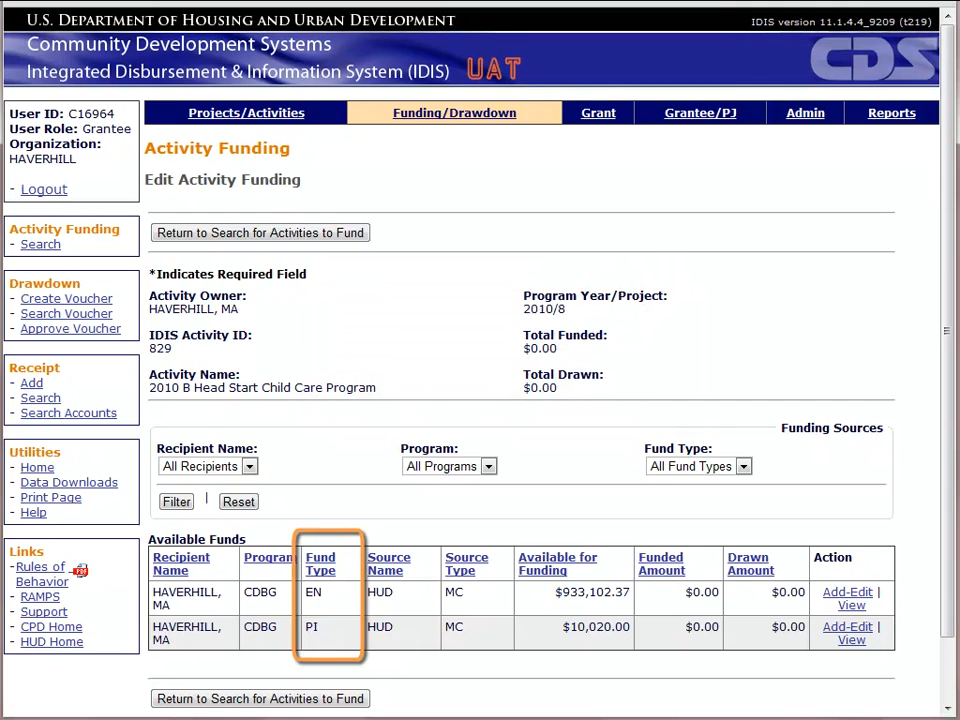 U.S. DEPARTMENT OF HOUSING AND URBAN DEVELOPMENT
IDIS version 11.1.4.4_9209 (t219)
Community Development Systems
Integrated Disbursement & Information System (IDIS) UAT
CDS
User ID: C16964
User Role: Grantee
Organization:
HAVERHILL
- Logout
Activity Funding
- Search
Drawdown
- Create Voucher
- Search Voucher
- Approve Voucher
Receipt
- Add
- Search
- Search Accounts
Utilities
- Home
- Data Downloads
- Print Page
- Help
Links
-Rules of
Behavior
- RAMPS
- Support
- CPD Home
- HUD Home
Projects/Activities Funding/Drawdown Grant Grantee/PJ Admin Reports
Activity Funding
Edit Activity Funding
Return to Search for Activities to Fund
*Indicates Required Field
Activity Owner: Program Year/Project:
HAVERHILL, MA 2010/8
IDIS Activity ID: Total Funded:
829 $0.00
Activity Name: Total Drawn:
2010 B Head Start Child Care Program $0.00
Funding Sources
Recipient Name: Program: Fund Type:
All Recipients All Programs All Fund Types
Filter | Reset
Available Funds
Recipient Program Fund Source Source Available for Funded Drawn Action
Name Type Name Type Funding Amount Amount
HAVERHILL, CDBG EN HUD MC $933,102.37 $0.00 $0.00 Add-Edit |
MA View
HAVERHILL, CDBG PI HUD MC $10,020.00 $0.00 $0.00 Add-Edit |
MA View
Return to Search for Activities to Fund